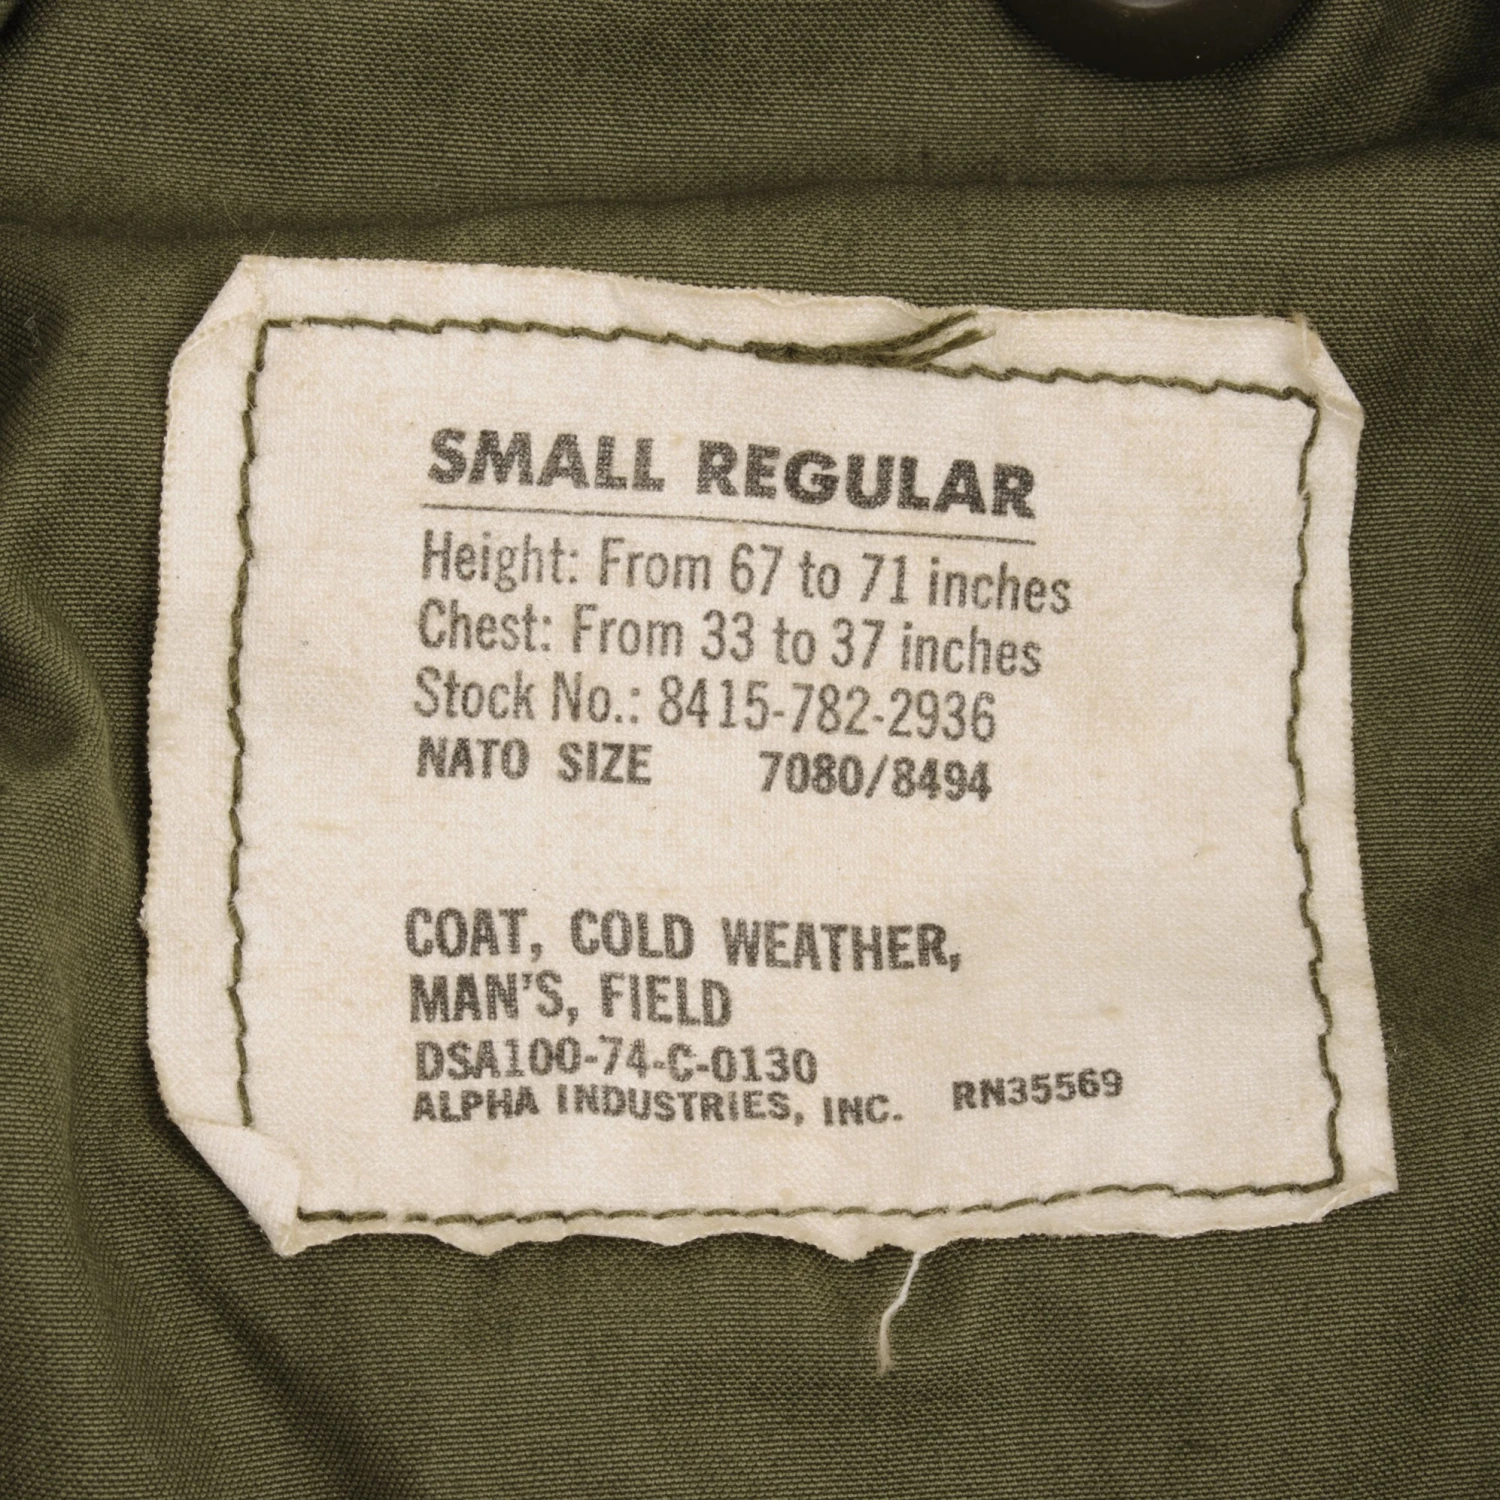 SMALL REGULAR
Height: From 67 to 71 inches
Chest: From 33 to 37 inches
Stock No.: 8415-782-2936
NATO SIZE 7080/8494
COAT, COLD WEATHER,
MAN'S, FIELD
DSA100-74-C-0130
ALPHA INDUSTRIES, INC. RN35569